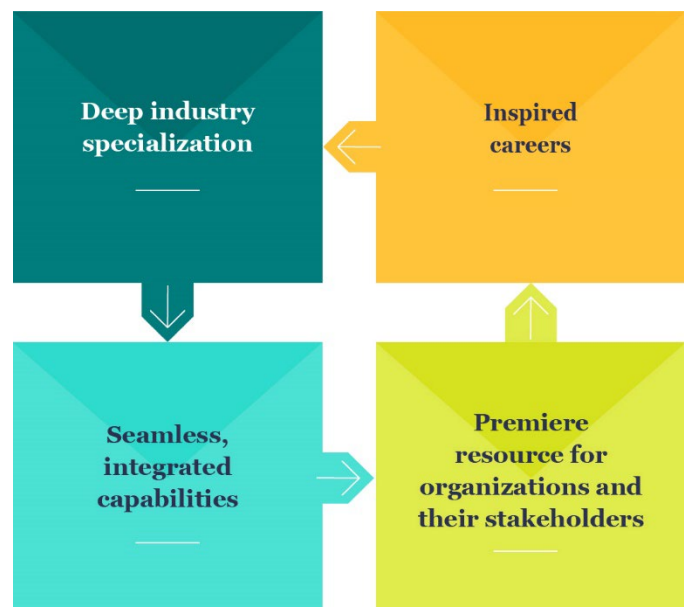 Deep industry
specialization
Inspired
careers
Seamless,
integrated
capabilities
Premiere
resource for
organizations and
their stakeholders